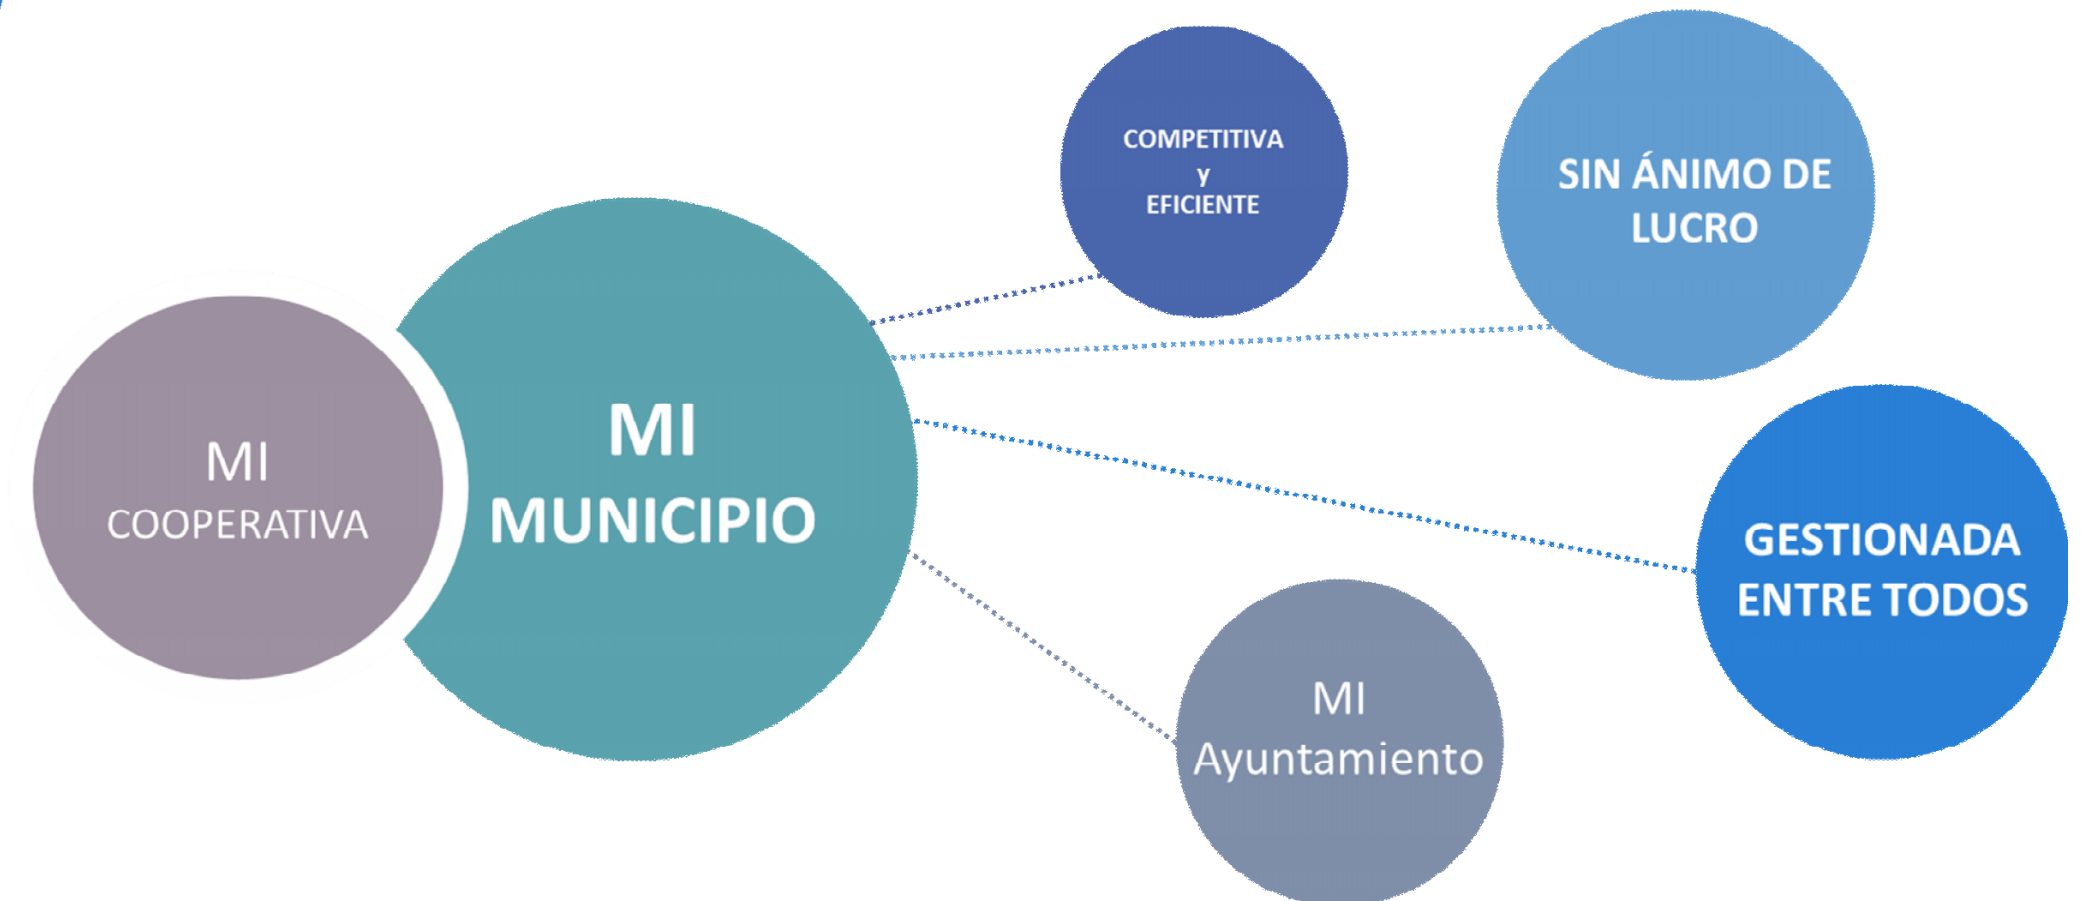 MI
COOPERATIVA
MI
MUNICIPIO
COMPETITIVA
y
EFICIENTE
SIN ÁNIMO DE
LUCRO
GESTIONADA
ENTRE TODOS
MI
Ayuntamiento